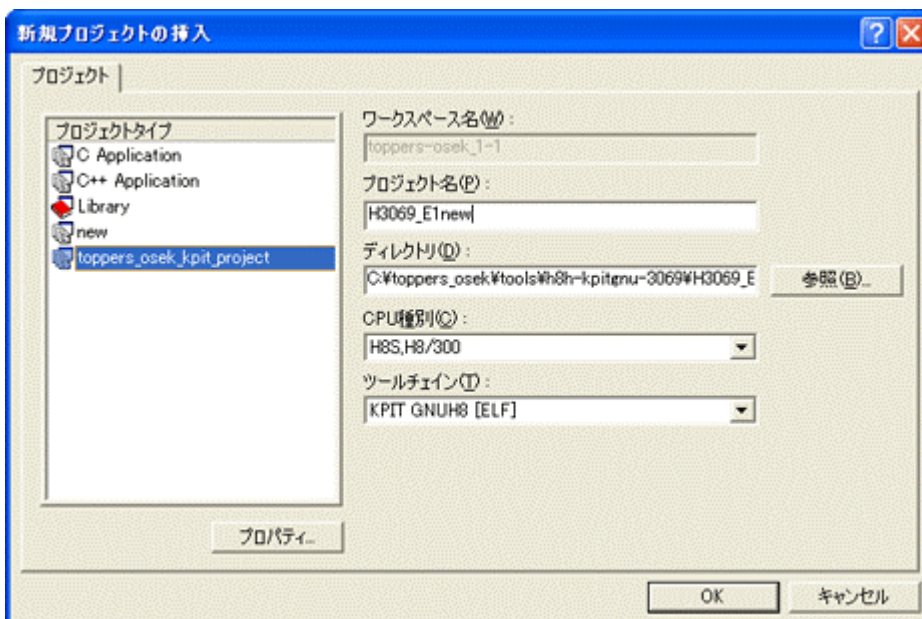 新規プロジェクトの挿入
プロジェクト
プロジェクトタイプ
C Application
C++ Application
Library
new
toppers_osek_kpit_project
プロパティ...
ワークスペース名(W):
toppers-osek_1-1
プロジェクト名(P):
H3069_E1new
ディレクトリ(D):
C:¥toppers_osek¥tools¥h8h-kpitgnu-3069¥H3069_E
参照(B)...
CPU種別(C):
H8S,H8/300
ツールチェイン(T):
KPIT GNUH8 [ELF]
OK
キャンセル